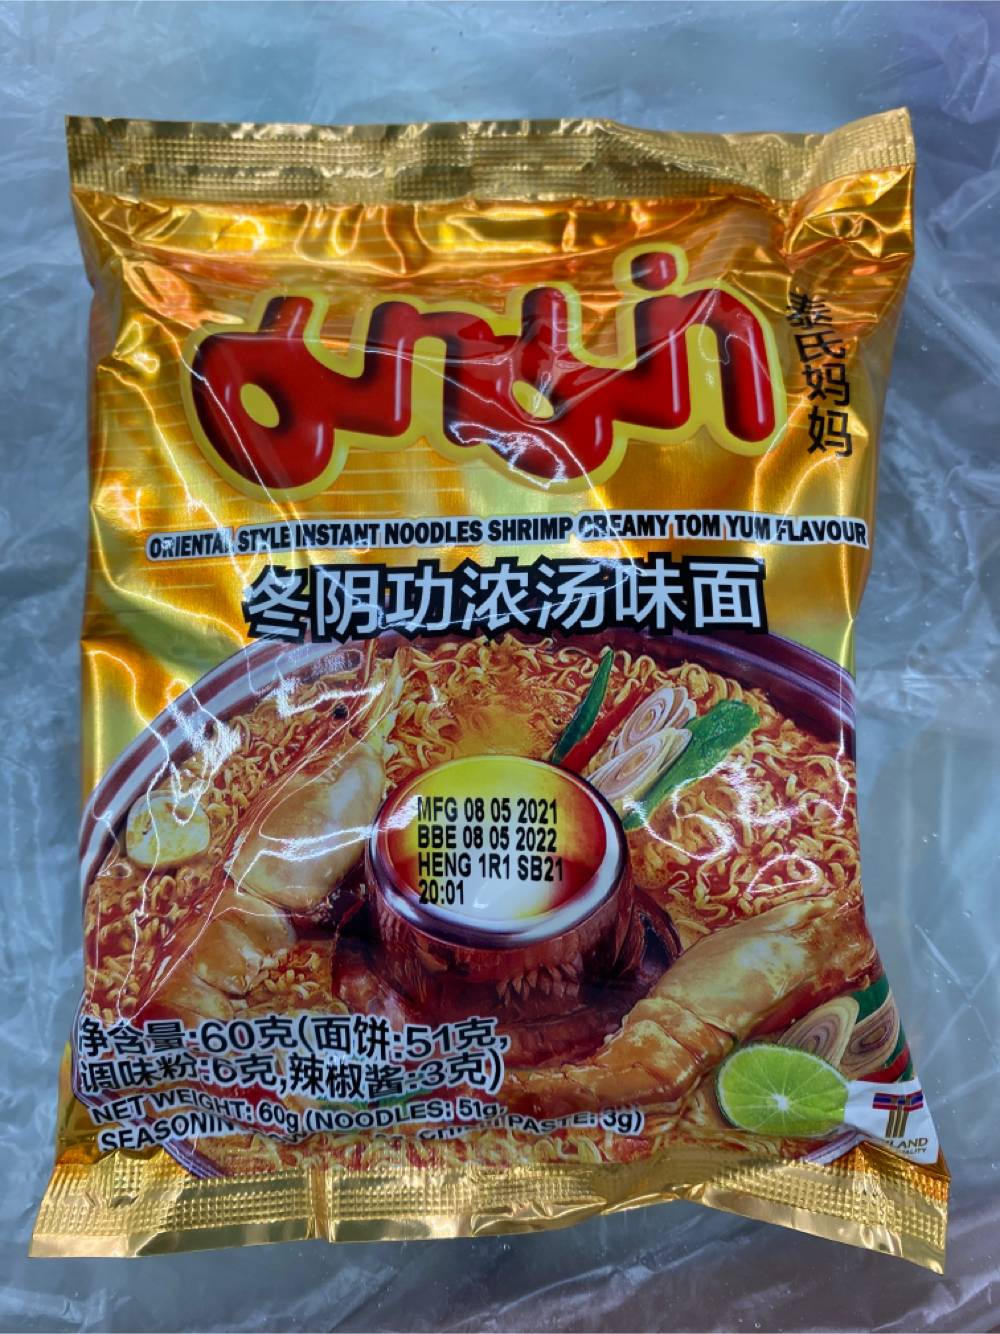 มาม่า
泰氏妈妈
ORIENTAL STYLE INSTANT NOODLES SHRIMP CREAMY TOM YUM FLAVOUR
冬阴功浓汤味面
MFG 08 05 2021
BBE 08 05 2022
HENG 1R1 SB21
20:01
净含量:60克(面饼:51克,
调味粉:6克,辣椒酱:3克)
NET WEIGHT: 60g (NOODLES: 51g,
PASTE: 3g)
T